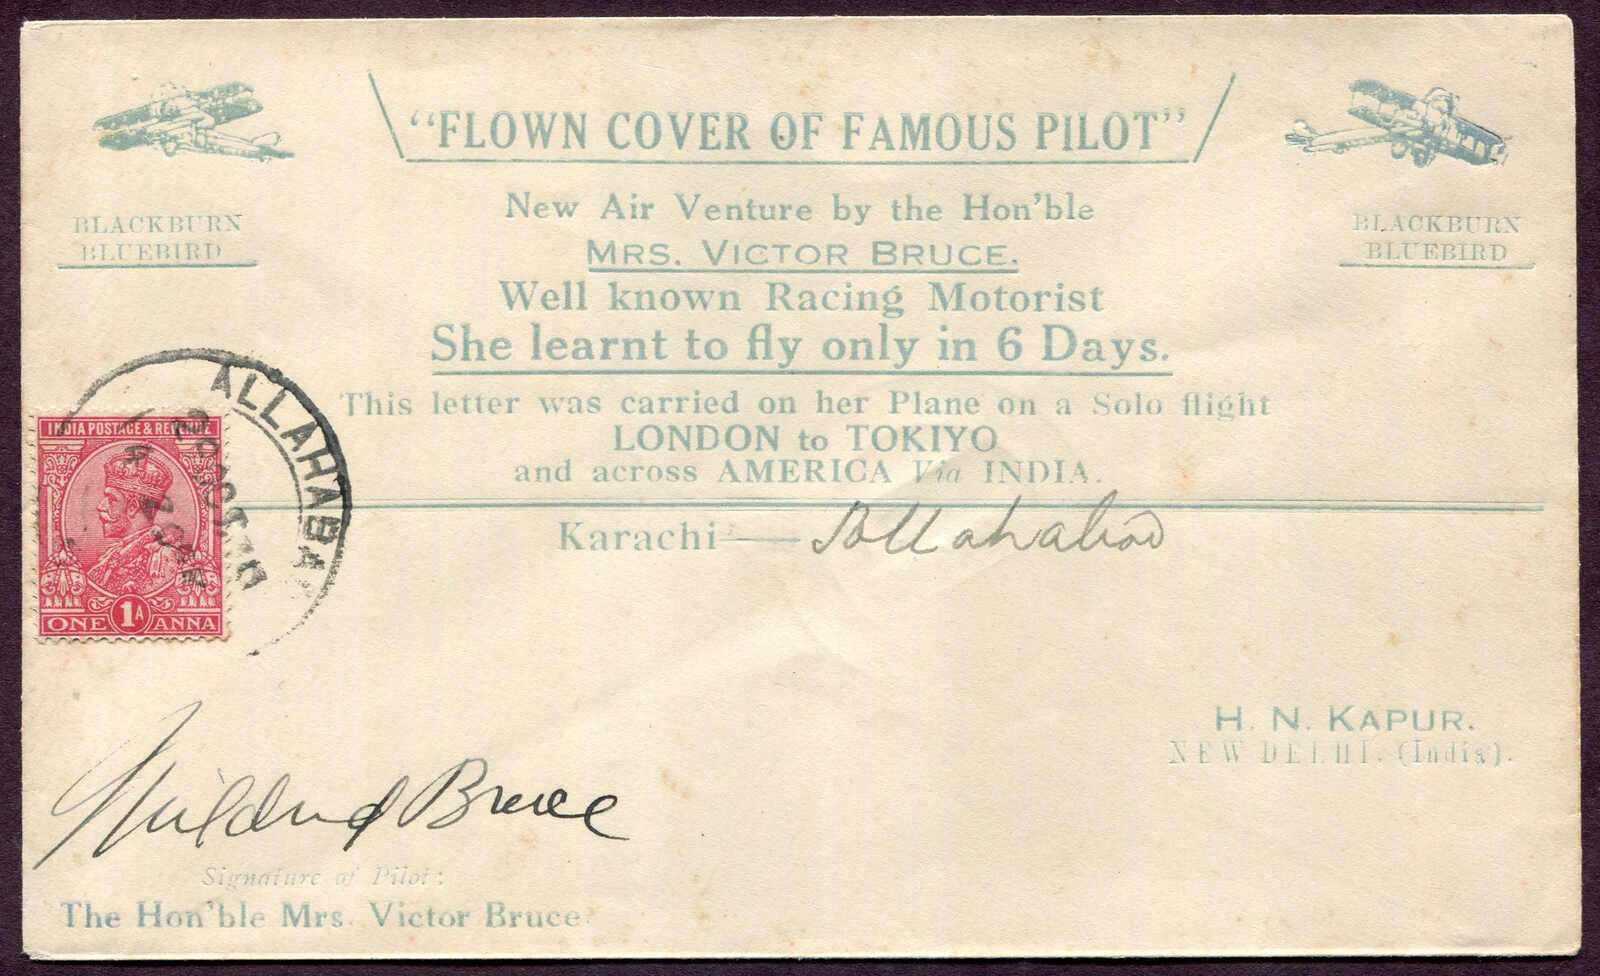 "FLOWN COVER OF FAMOUS PILOT"
BLACKBURN
BLUEBIRD
BLACKBURN
BLUEBIRD
New Air Venture by the Hon'ble
MRS. VICTOR BRUCE.
Well known Racing Motorist
She learnt to fly only in 6 Days.
This letter was carried on her Plane on a Solo flight
LONDON to TOKIYO
and across AMERICA Via INDIA.
Karachi — Allahabad
ALLAHABA
INDIA POSTAGE & REVENUE
1A
ONE ANNA
H. N. KAPUR.
NEW DELHI. (India).
Mildred Bruce
Signature of Pilot:
The Hon'ble Mrs. Victor Bruce.